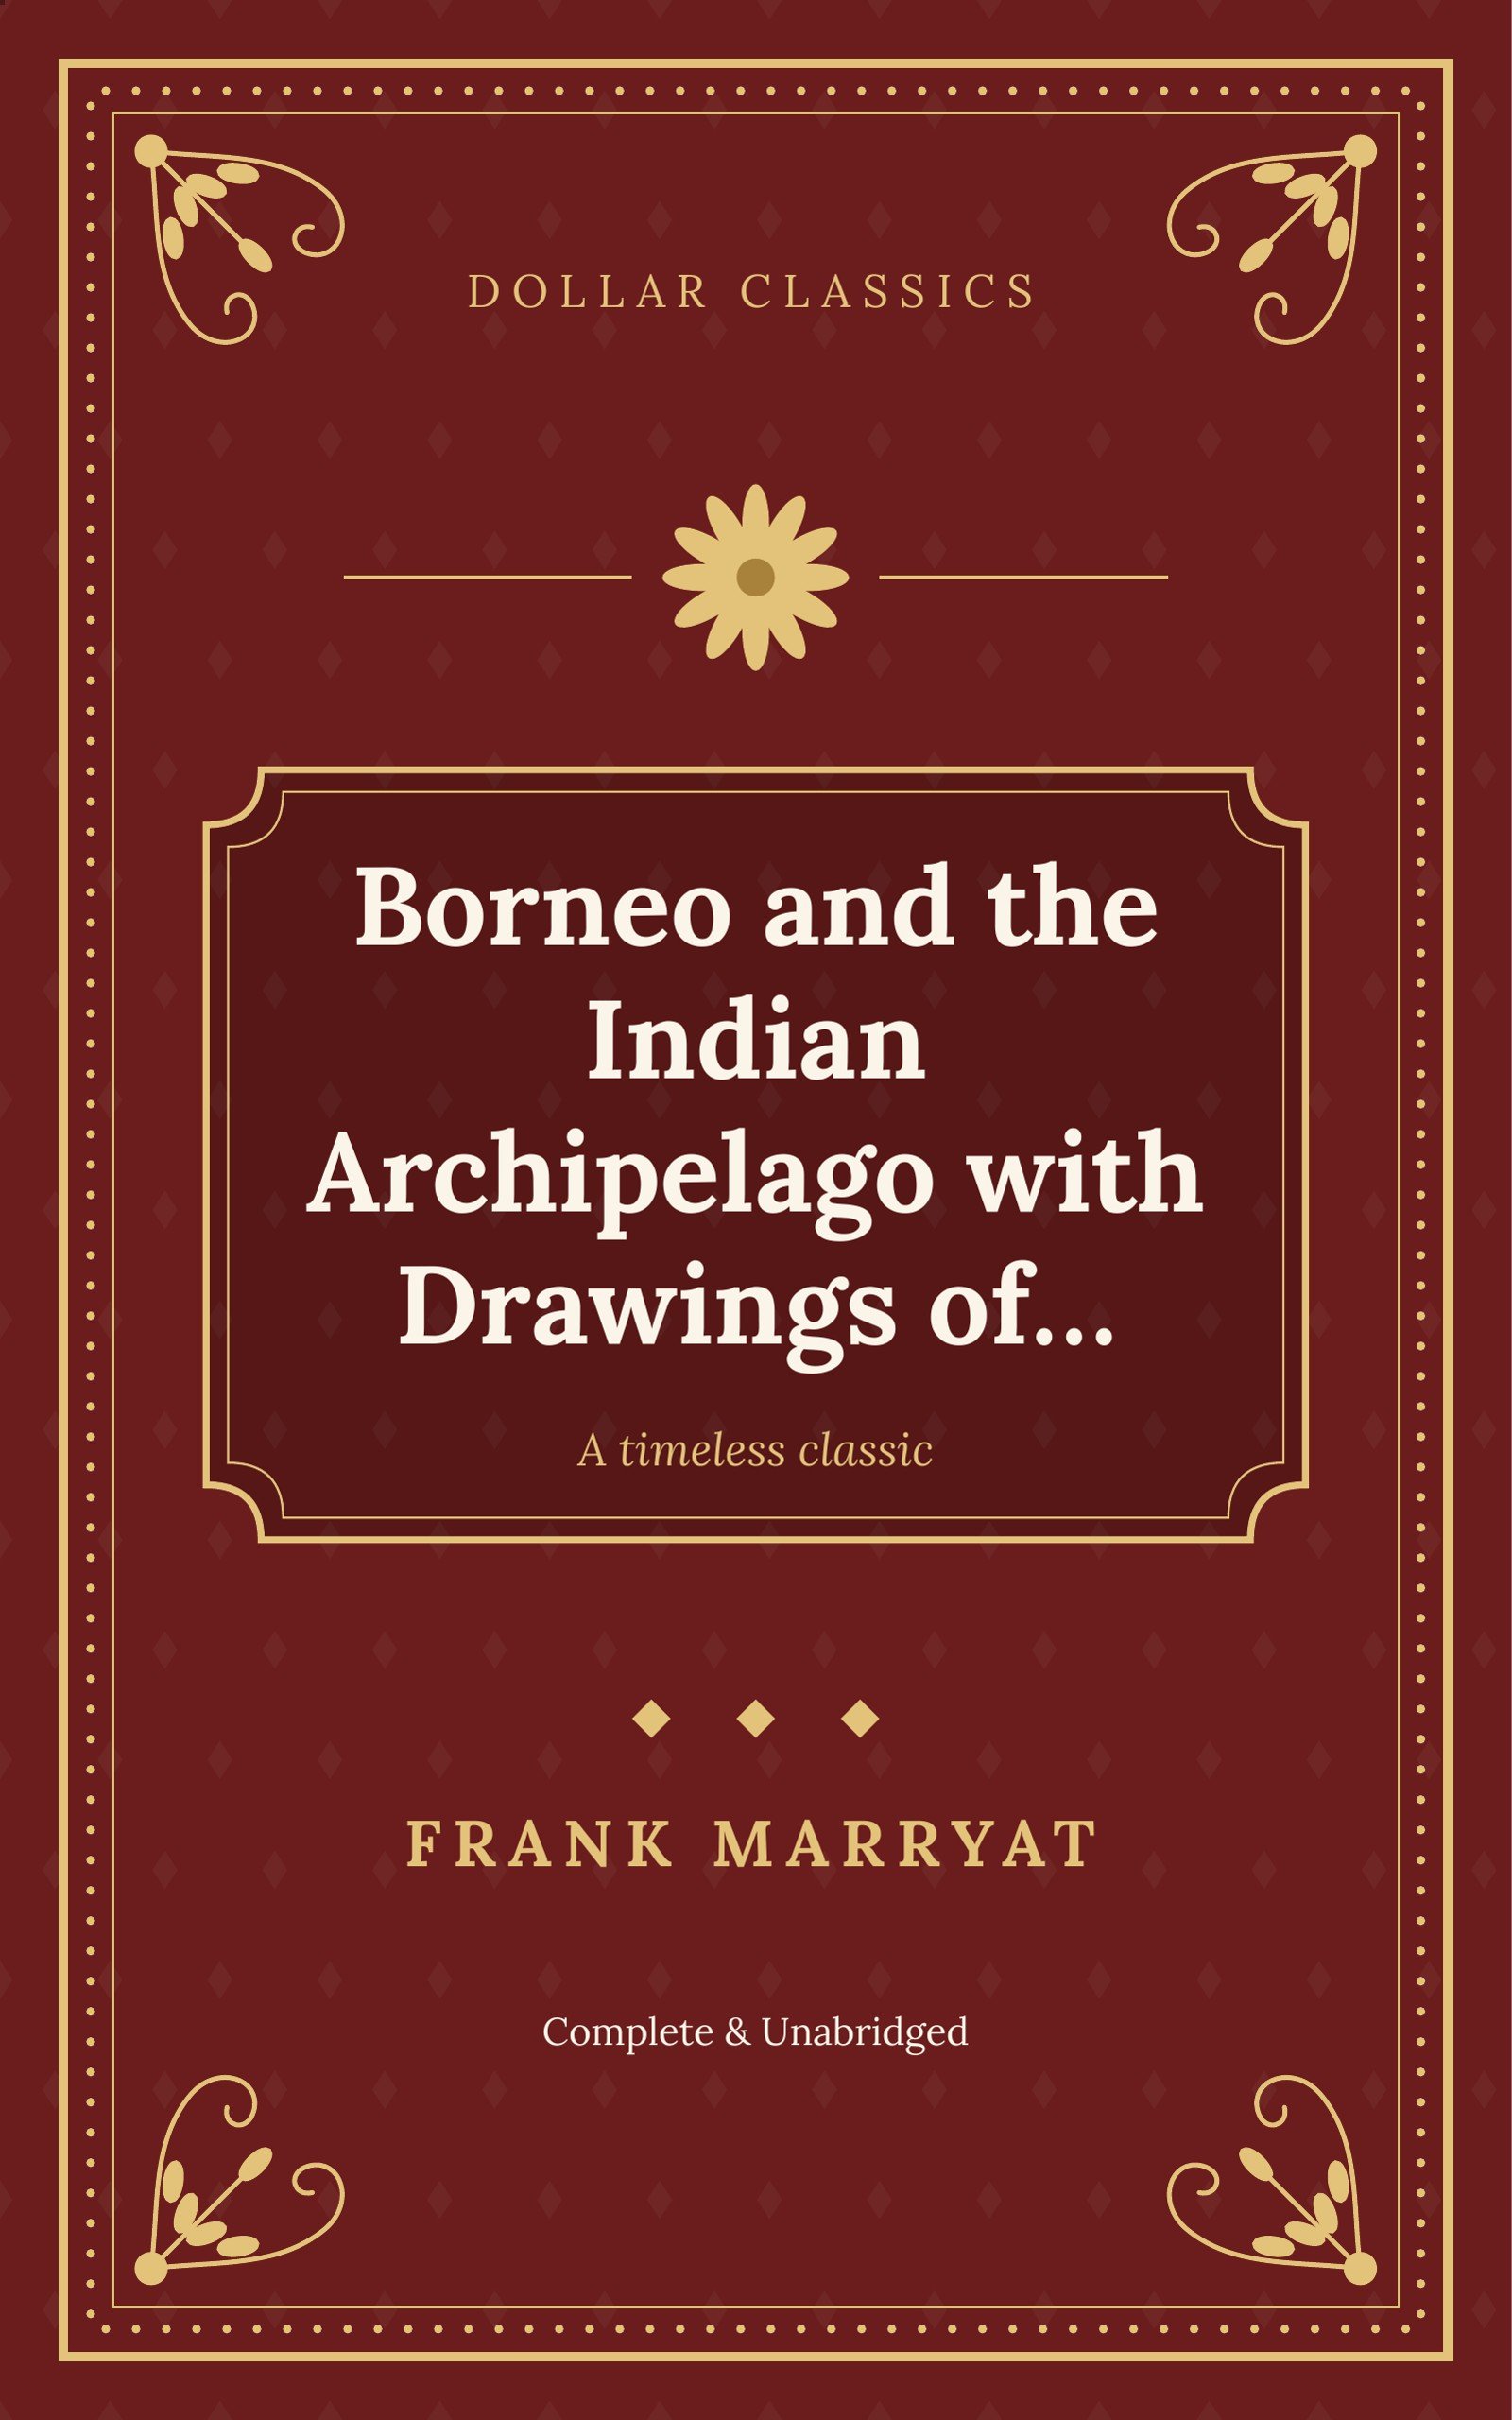 DOLLAR CLASSICS
Borneo and the
Indian
Archipelago with
Drawings of...
A timeless classic
FRANK MARRYAT
Complete & Unabridged